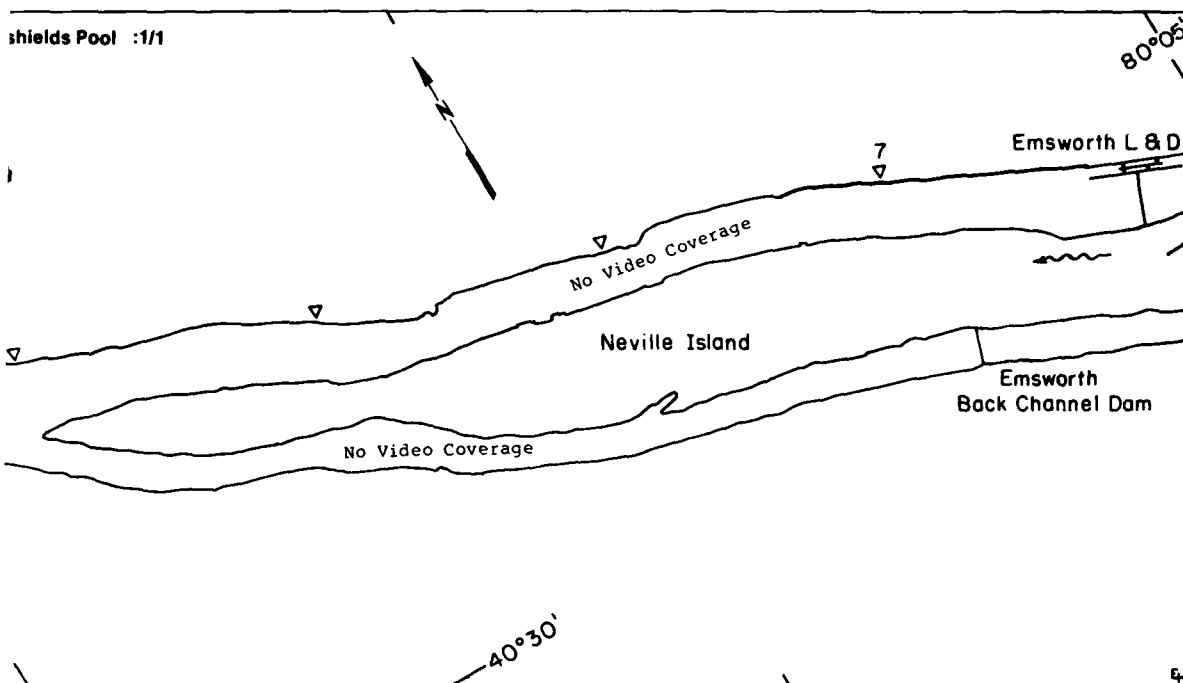 shields Pool :1/1
80°05'
N
Emsworth L & D
7
No Video Coverage
Neville Island
Emsworth
Back Channel Dam
No Video Coverage
40°30'